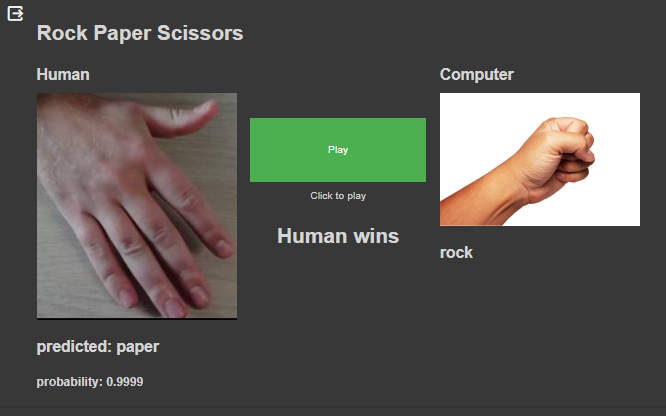 Rock Paper Scissors
Human
Computer
Play
Click to play
Human wins
rock
predicted: paper
probability: 0.9999